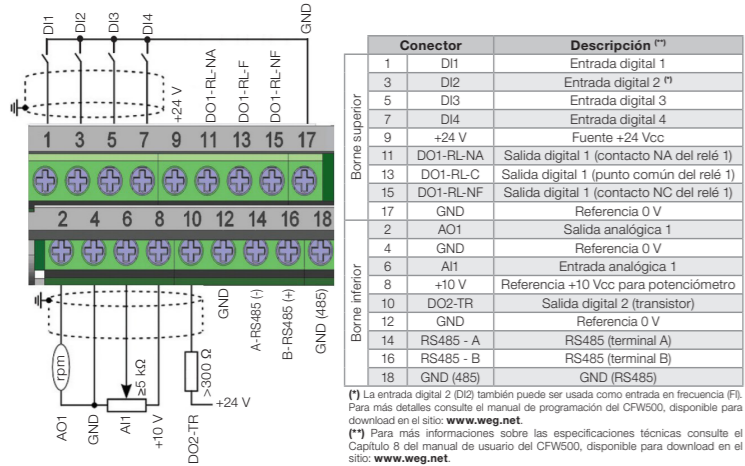 DI1
DI2
DI3
DI4
GND
+24 V
DO1-RL-NA
DO1-RL-F
DO1-RL-NF
1 3 5 7 9 11 13 15 17
2 4 6 8 10 12 14 16 18
GND
A-RS485 (-)
B-RS485 (+)
GND (485)
rpm
≥5 kΩ
>300 Ω
+24 V
AO1
GND
AI1
+10 V
DO2-TR
Conector Descripción (**)
Borne superior
1 DI1 Entrada digital 1
3 DI2 Entrada digital 2 (*)
5 DI3 Entrada digital 3
7 DI4 Entrada digital 4
9 +24 V Fuente +24 Vcc
11 DO1-RL-NA Salida digital 1 (contacto NA del relé 1)
13 DO1-RL-C Salida digital 1 (punto común del relé 1)
15 DO1-RL-NF Salida digital 1 (contacto NC del relé 1)
17 GND Referencia 0 V
Borne inferior
2 AO1 Salida analógica 1
4 GND Referencia 0 V
6 AI1 Entrada analógica 1
8 +10 V Referencia +10 Vcc para potenciómetro
10 DO2-TR Salida digital 2 (transistor)
12 GND Referencia 0 V
14 RS485 - A RS485 (terminal A)
16 RS485 - B RS485 (terminal B)
18 GND (485) GND (RS485)
(*) La entrada digital 2 (DI2) también puede ser usada como entrada en frecuencia (FI).
Para más detalles consulte el manual de programación del CFW500, disponible para
download en el sitio: www.weg.net.
(**) Para más informaciones sobre las especificaciones técnicas consulte el
Capítulo 8 del manual de usuario del CFW500, disponible para download en el
sitio: www.weg.net.